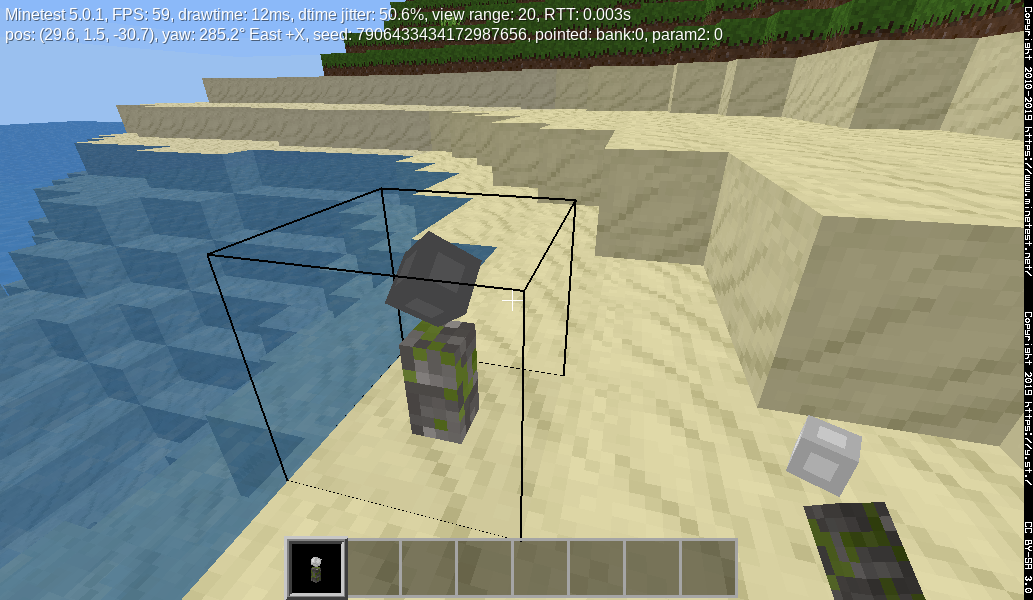 Minetest 5.0.1, FPS: 59, drawtime: 12ms, dtime jitter: 50.6%, view range: 20, RTT: 0.003s
pos: (29.6, 1.5, -30.7), yaw: 285.2° East +X, seed: 7906433434172987656, pointed: bank:0, param2: 0
Copyright 2010-2019 https://www.minetest.net/ Copyright 2019 https://y.st./ CC BY-SA 3.0